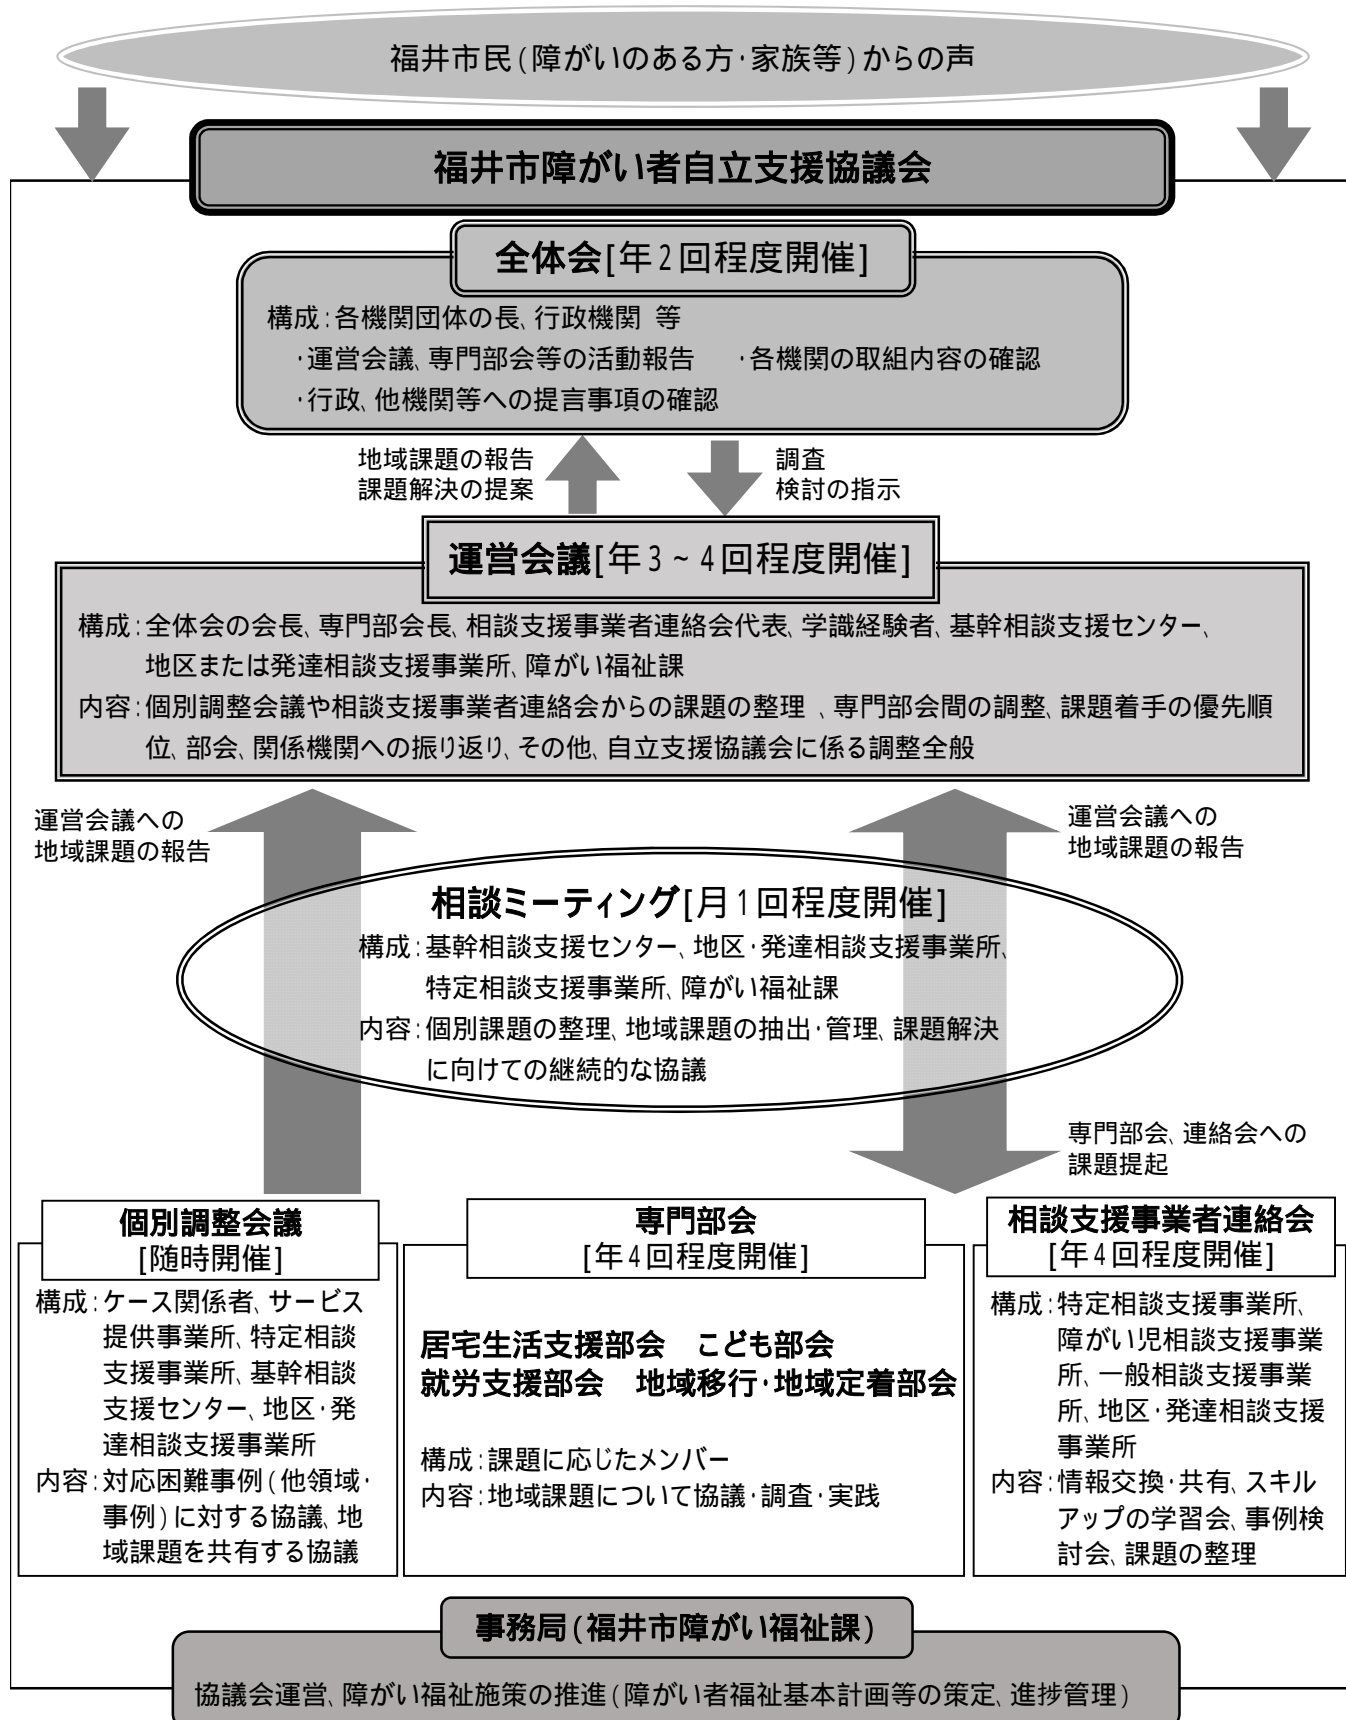 福井市民(障がいのある方・家族等)からの声
福井市障がい者自立支援協議会
全体会[年2回程度開催]
構成:各機関団体の長、行政機関 等
・運営会議、専門部会等の活動報告 ・各機関の取組内容の確認
・行政、他機関等への提言事項の確認
地域課題の報告
課題解決の提案
調査
検討の指示
運営会議[年3~4回程度開催]
構成:全体会の会長、専門部会長、相談支援事業者連絡会代表、学識経験者、基幹相談支援センター、
地区または発達相談支援事業所、障がい福祉課
内容:個別調整会議や相談支援事業者連絡会からの課題の整理 、専門部会間の調整、課題着手の優先順
位、部会、関係機関への振り返り、その他、自立支援協議会に係る調整全般
運営会議への
地域課題の報告
運営会議への
地域課題の報告
相談ミーティング[月1回程度開催]
構成:基幹相談支援センター、地区・発達相談支援事業所、
特定相談支援事業所、障がい福祉課
内容:個別課題の整理、地域課題の抽出・管理、課題解決
に向けての継続的な協議
専門部会、連絡会への
課題提起
個別調整会議
[随時開催]
構成:ケース関係者、サービス
提供事業所、特定相談
支援事業所、基幹相談
支援センター、地区・発
達相談支援事業所
内容:対応困難事例(他領域・
事例)に対する協議、地
域課題を共有する協議
専門部会
[年4回程度開催]
居宅生活支援部会 こども部会
就労支援部会 地域移行・地域定着部会
構成:課題に応じたメンバー
内容:地域課題について協議・調査・実践
相談支援事業者連絡会
[年4回程度開催]
構成:特定相談支援事業所、
障がい児相談支援事業
所、一般相談支援事業
所、地区・発達相談支援
事業所
内容:情報交換・共有、スキル
アップの学習会、事例検
討会、課題の整理
事務局(福井市障がい福祉課)
協議会運営、障がい福祉施策の推進(障がい者福祉基本計画等の策定、進捗管理)